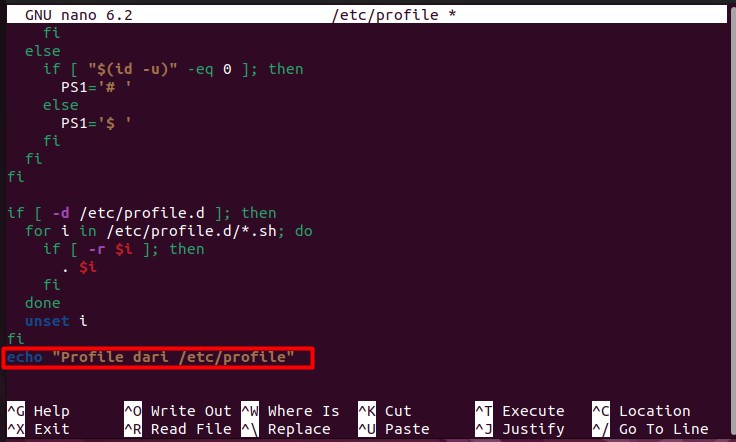 GNU nano 6.2 /etc/profile *
fi
else
if [ "$(id -u)" -eq 0 ]; then
PS1='# '
else
PS1='$ '
fi
fi
fi
if [ -d /etc/profile.d ]; then
for i in /etc/profile.d/*.sh; do
if [ -r $i ]; then
. $i
fi
done
unset i
fi
echo "Profile dari /etc/profile"
^G Help ^O Write Out ^W Where Is ^K Cut ^T Execute ^C Location
^X Exit ^R Read File ^\ Replace ^U Paste ^J Justify ^/ Go To Line